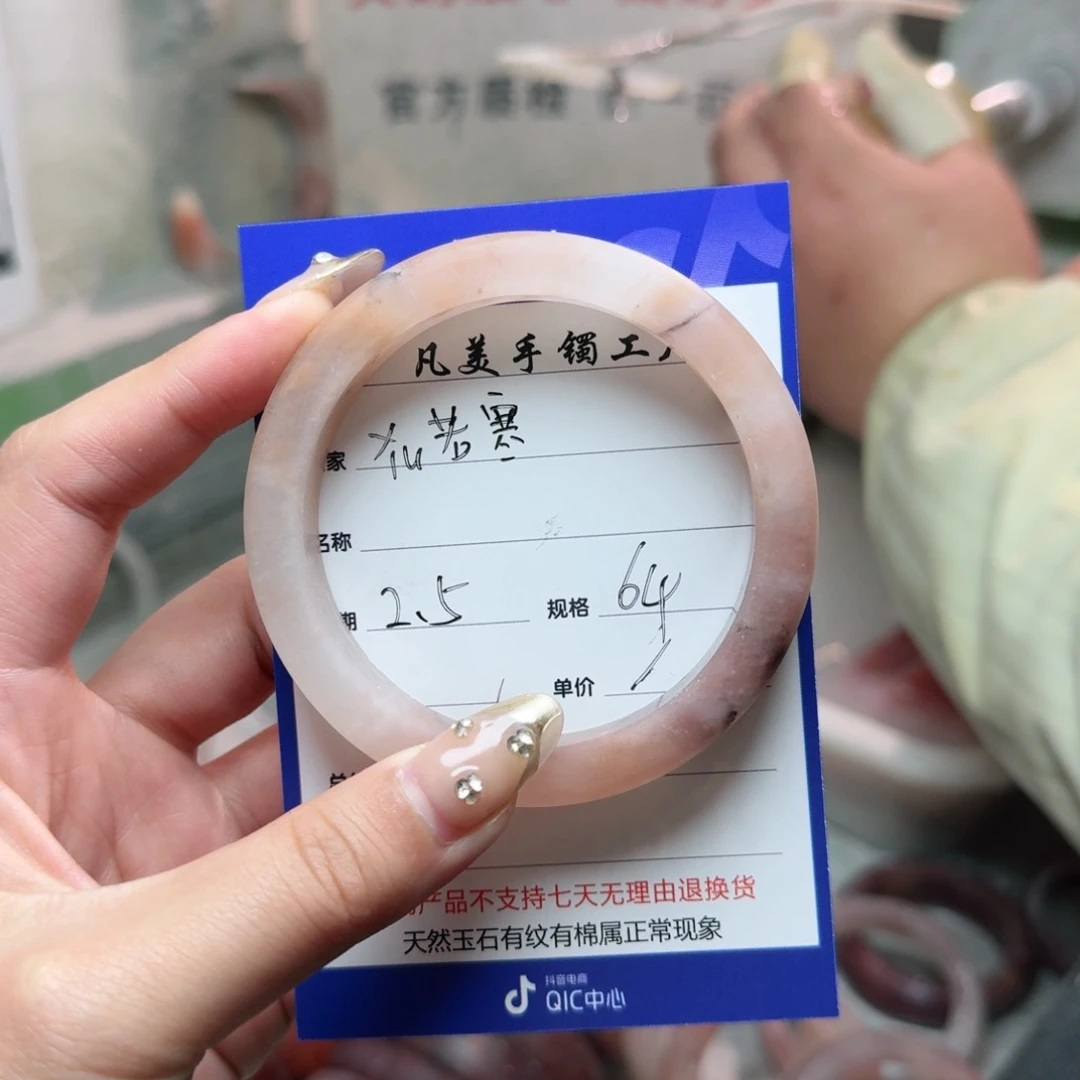 官方
凡美手镯工
家 仙若寒
名称
期 2.5 规格 64
单价 /
产品不支持七天无理由退换货
天然玉石有纹有棉属正常现象
抖音电商
QIC中心